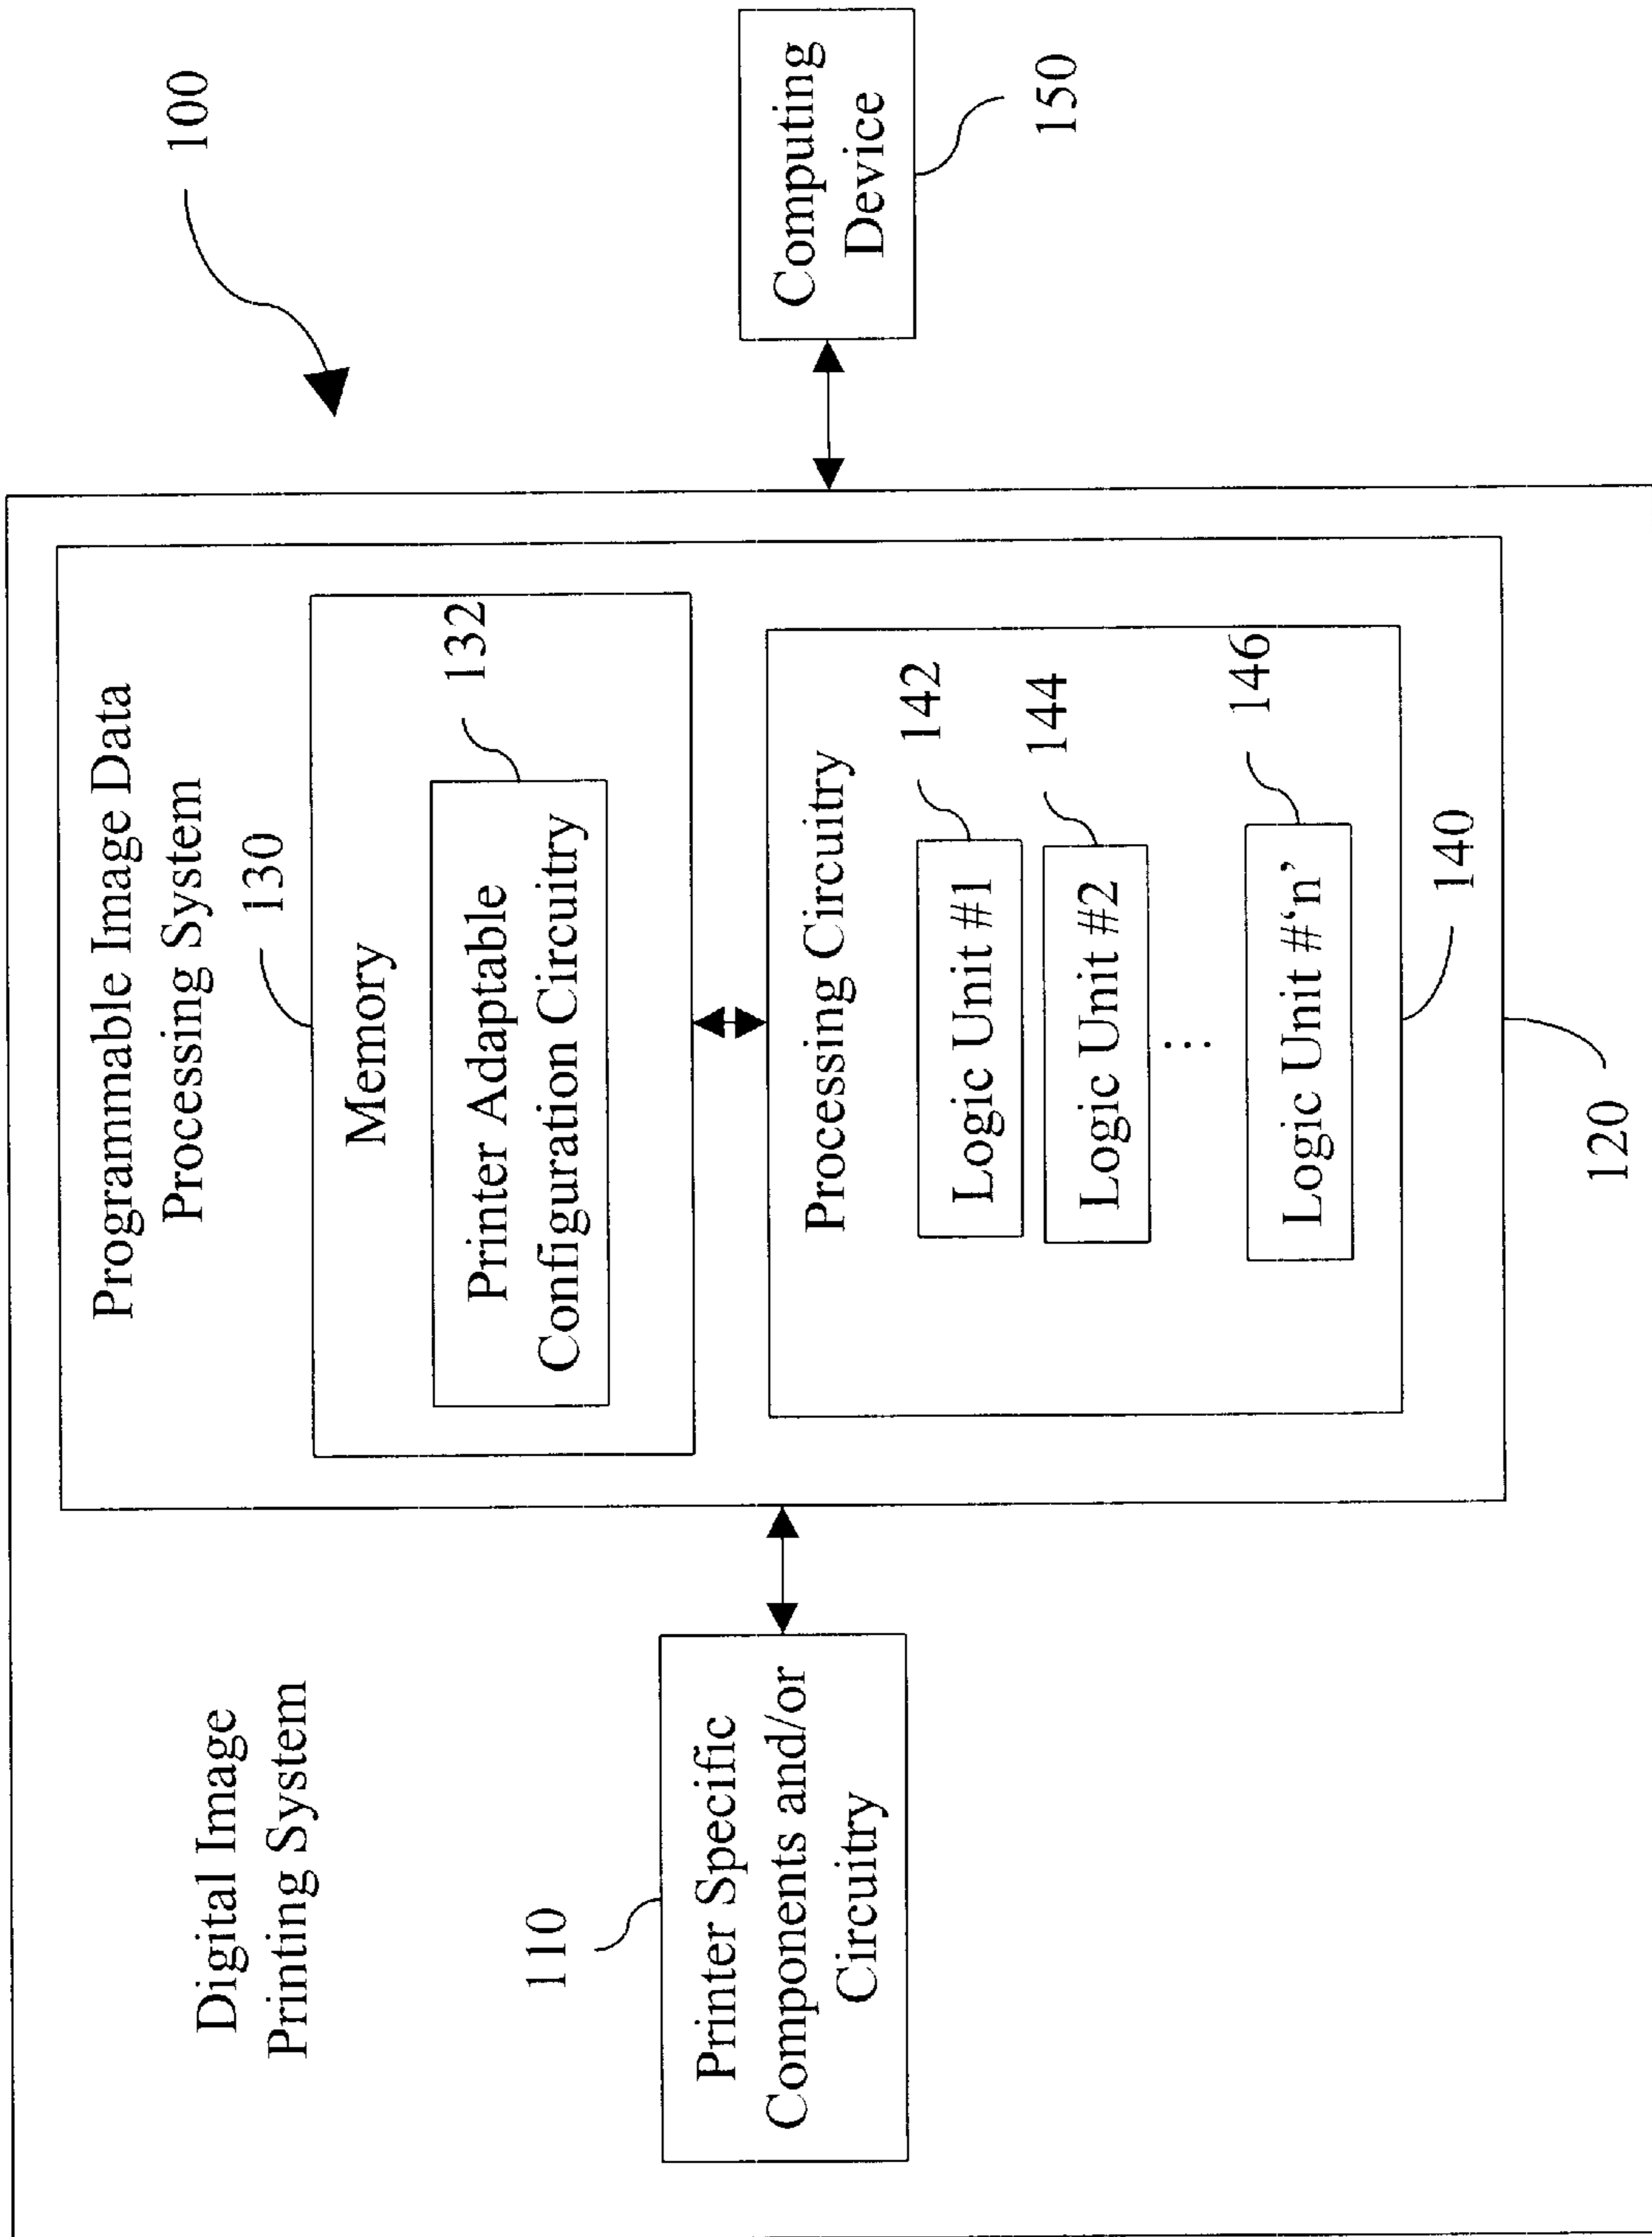 100
Digital Image
Printing System
Programmable Image Data
Processing System
130
Memory
132
Printer Adaptable
Configuration Circuitry
110
Printer Specific
Components and/or
Circuitry
Computing
Device
150
Processing Circuitry
142
Logic Unit #1
144
Logic Unit #2
⋮
146
Logic Unit #‘n’
140
120